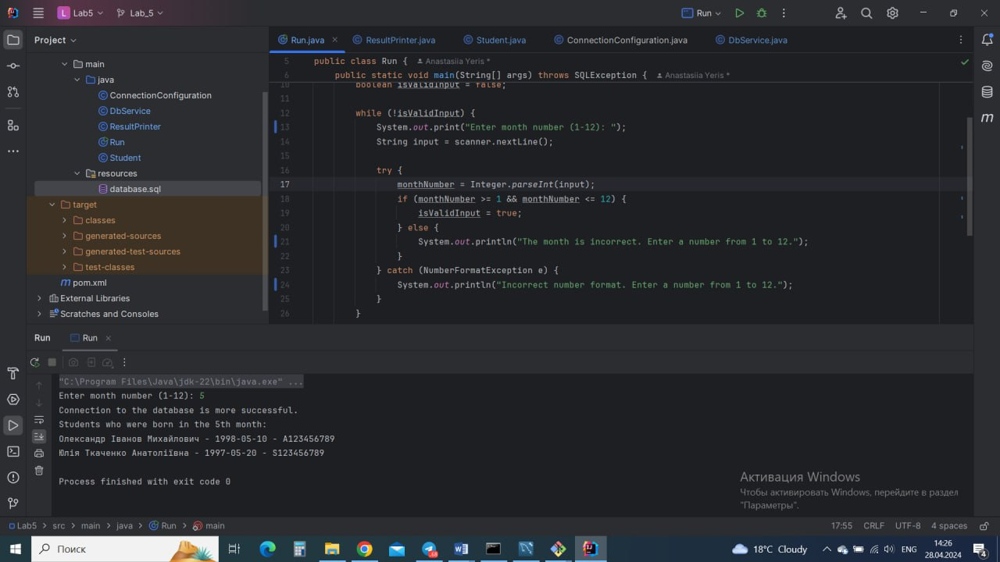 L Lab5 Lab_5 Run
Project
Run.java ResultPrinter.java Student.java ConnectionConfiguration.java DbService.java
main
java
ConnectionConfiguration
DbService
ResultPrinter
Run
Student
resources
database.sql
target
classes
generated-sources
generated-test-sources
test-classes
m pom.xml
External Libraries
Scratches and Consoles
m
5 public class Run { Anastasiia Yeris *
6 public static void main(String[] args) throws SQLException { Anastasiia Yeris *
10 boolean isValidInput = false;
11
12 while (!isValidInput) {
13 System.out.print("Enter month number (1-12): ");
14 String input = scanner.nextLine();
15
16 try {
17 monthNumber = Integer.parseInt(input);
18 if (monthNumber >= 1 && monthNumber <= 12) {
19 isValidInput = true;
20 } else {
21 System.out.println("The month is incorrect. Enter a number from 1 to 12.");
22 }
23 } catch (NumberFormatException e) {
24 System.out.println("Incorrect number format. Enter a number from 1 to 12.");
25 }
26 }
Run Run
"C:\Program Files\Java\jdk-22\bin\java.exe" ...
Enter month number (1-12): 5
Connection to the database is more successful.
Students who were born in the 5th month:
Олександр Іванов Михайлович - 1998-05-10 - A123456789
Юлія Ткаченко Анатоліївна - 1997-05-20 - S123456789
Process finished with exit code 0
Активация Windows
Чтобы активировать Windows, перейдите в раздел
"Параметры".
Lab5 > src > main > java > Run > main 17:55 CRLF UTF-8 4 spaces
Поиск 18°C Cloudy ENG 14:26
28.04.2024 4